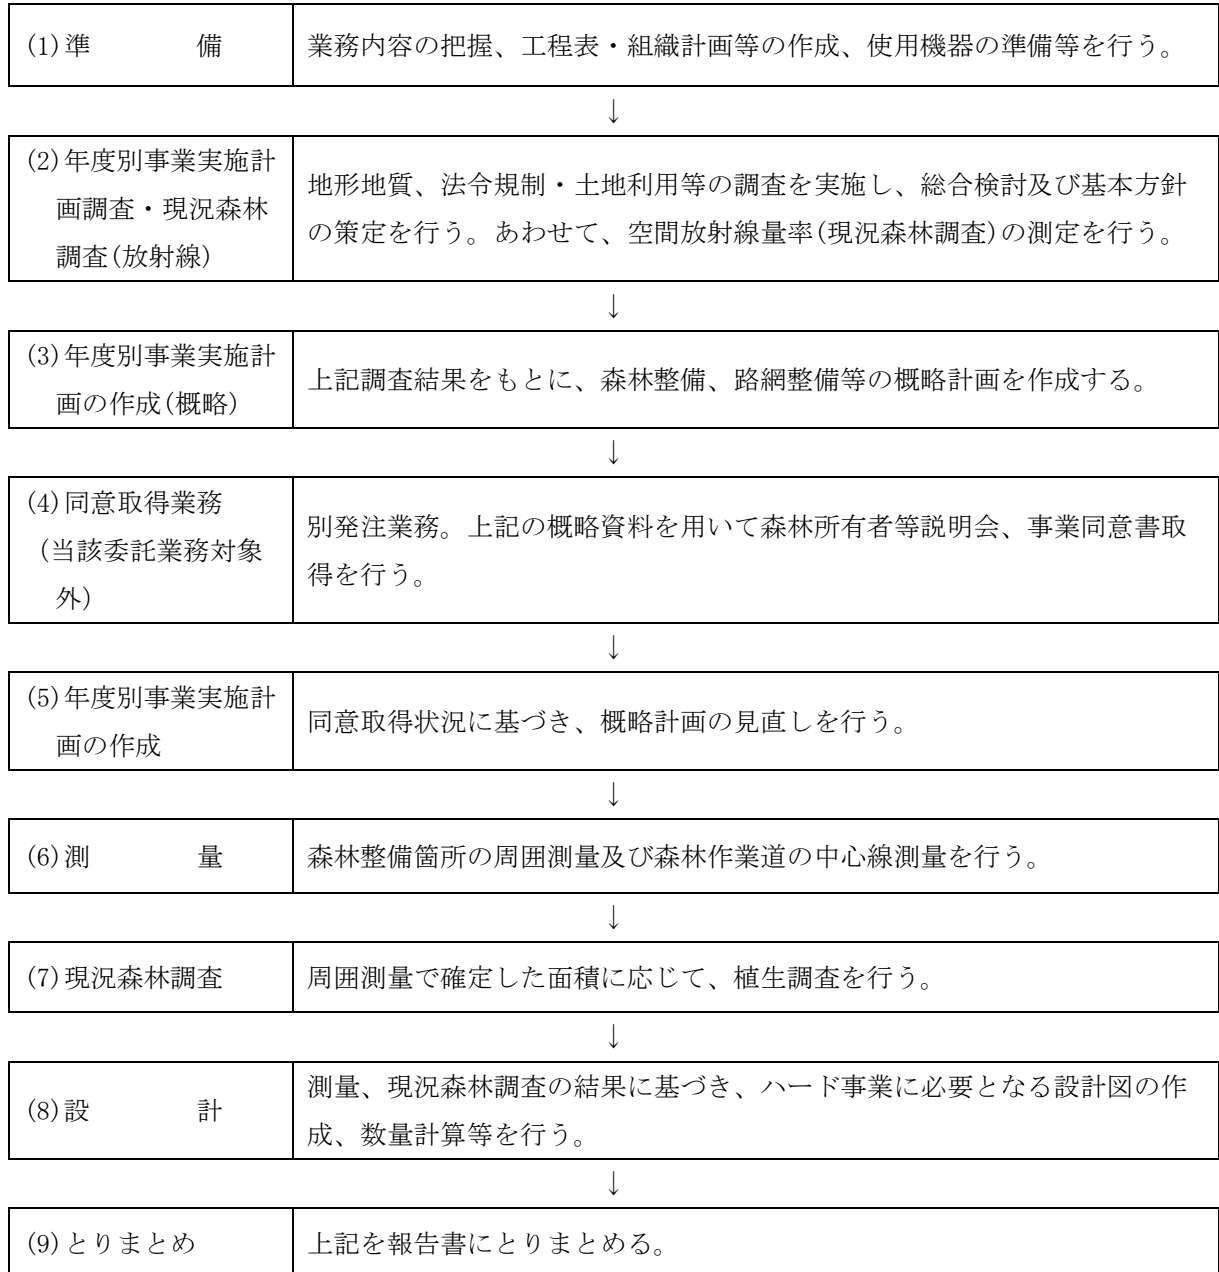 (1)準　　　　備
業務内容の把握、工程表・組織計画等の作成、使用機器の準備等を行う。
↓
(2)年度別事業実施計
画調査・現況森林
調査(放射線)
地形地質、法令規制・土地利用等の調査を実施し、総合検討及び基本方針
の策定を行う。あわせて、空間放射線量率(現況森林調査)の測定を行う。
↓
(3)年度別事業実施計
画の作成(概略)
上記調査結果をもとに、森林整備、路網整備等の概略計画を作成する。
↓
(4)同意取得業務
(当該委託業務対象
外)
別発注業務。上記の概略資料を用いて森林所有者等説明会、事業同意書取
得を行う。
↓
(5)年度別事業実施計
画の作成
同意取得状況に基づき、概略計画の見直しを行う。
↓
(6)測　　　　量
森林整備箇所の周囲測量及び森林作業道の中心線測量を行う。
↓
(7)現況森林調査
周囲測量で確定した面積に応じて、植生調査を行う。
↓
(8)設　　　　計
測量、現況森林調査の結果に基づき、ハード事業に必要となる設計図の作
成、数量計算等を行う。
↓
(9)とりまとめ
上記を報告書にとりまとめる。